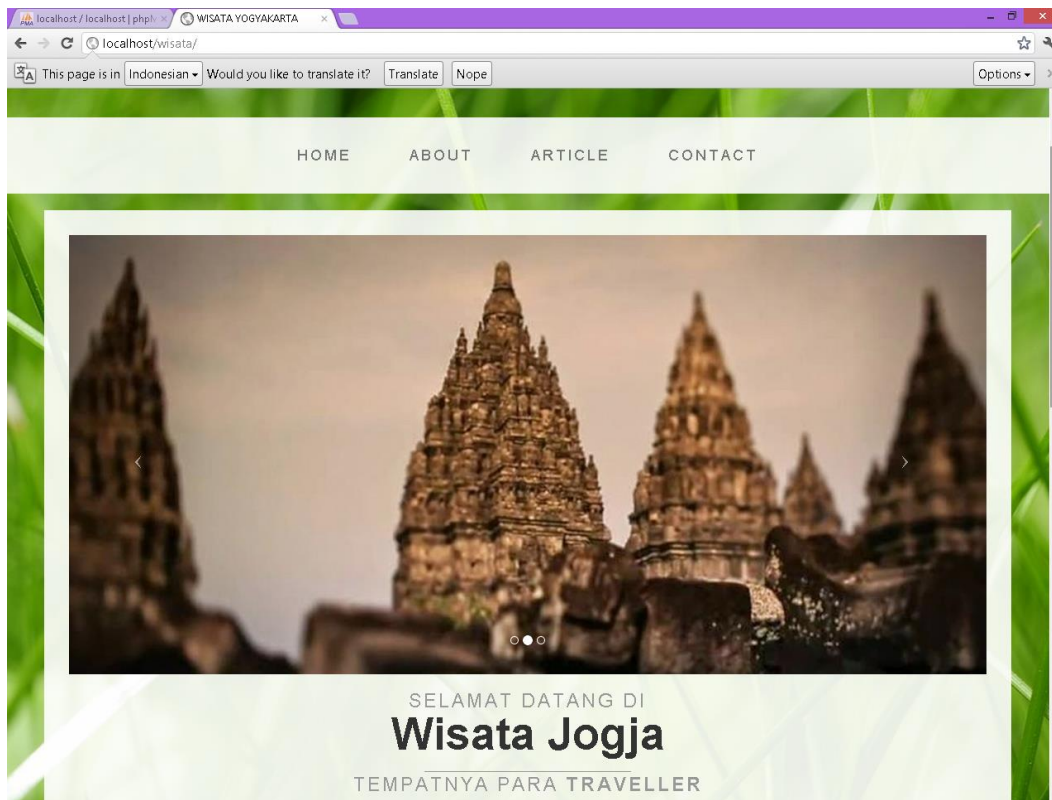 localhost / localhost | phpM
WISATA YOGYAKARTA
localhost/wisata/
This page is in Indonesian Would you like to translate it? Translate Nope Options
HOME ABOUT ARTICLE CONTACT
SELAMAT DATANG DI
Wisata Jogja
TEMPATNYA PARA TRAVELLER